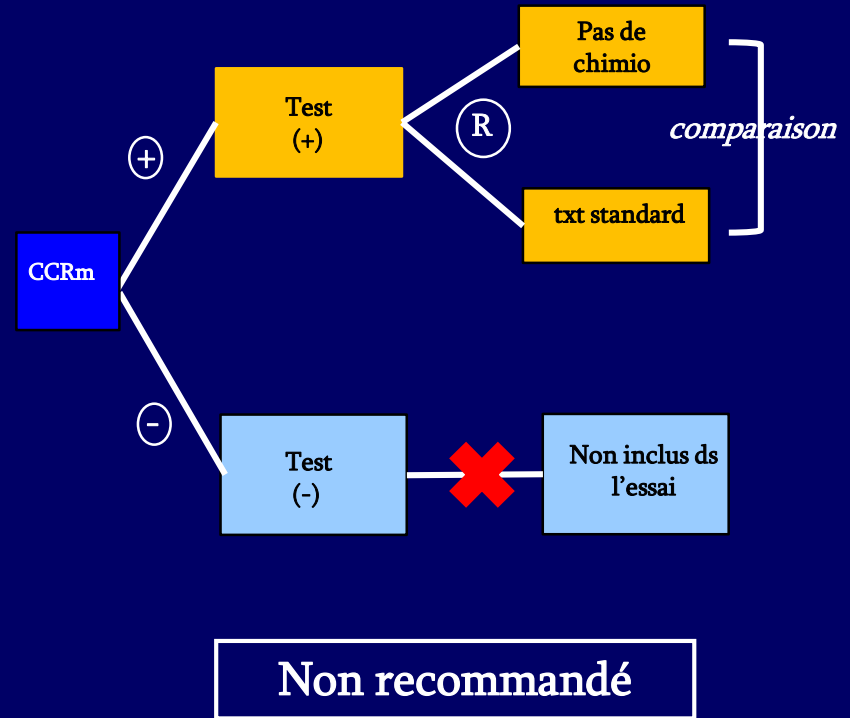 Pas de
chimio
Test
(+)
+
R
comparaison
txt standard
CCRm
-
Test
(-)
Non inclus ds
l'essai
Non recommandé